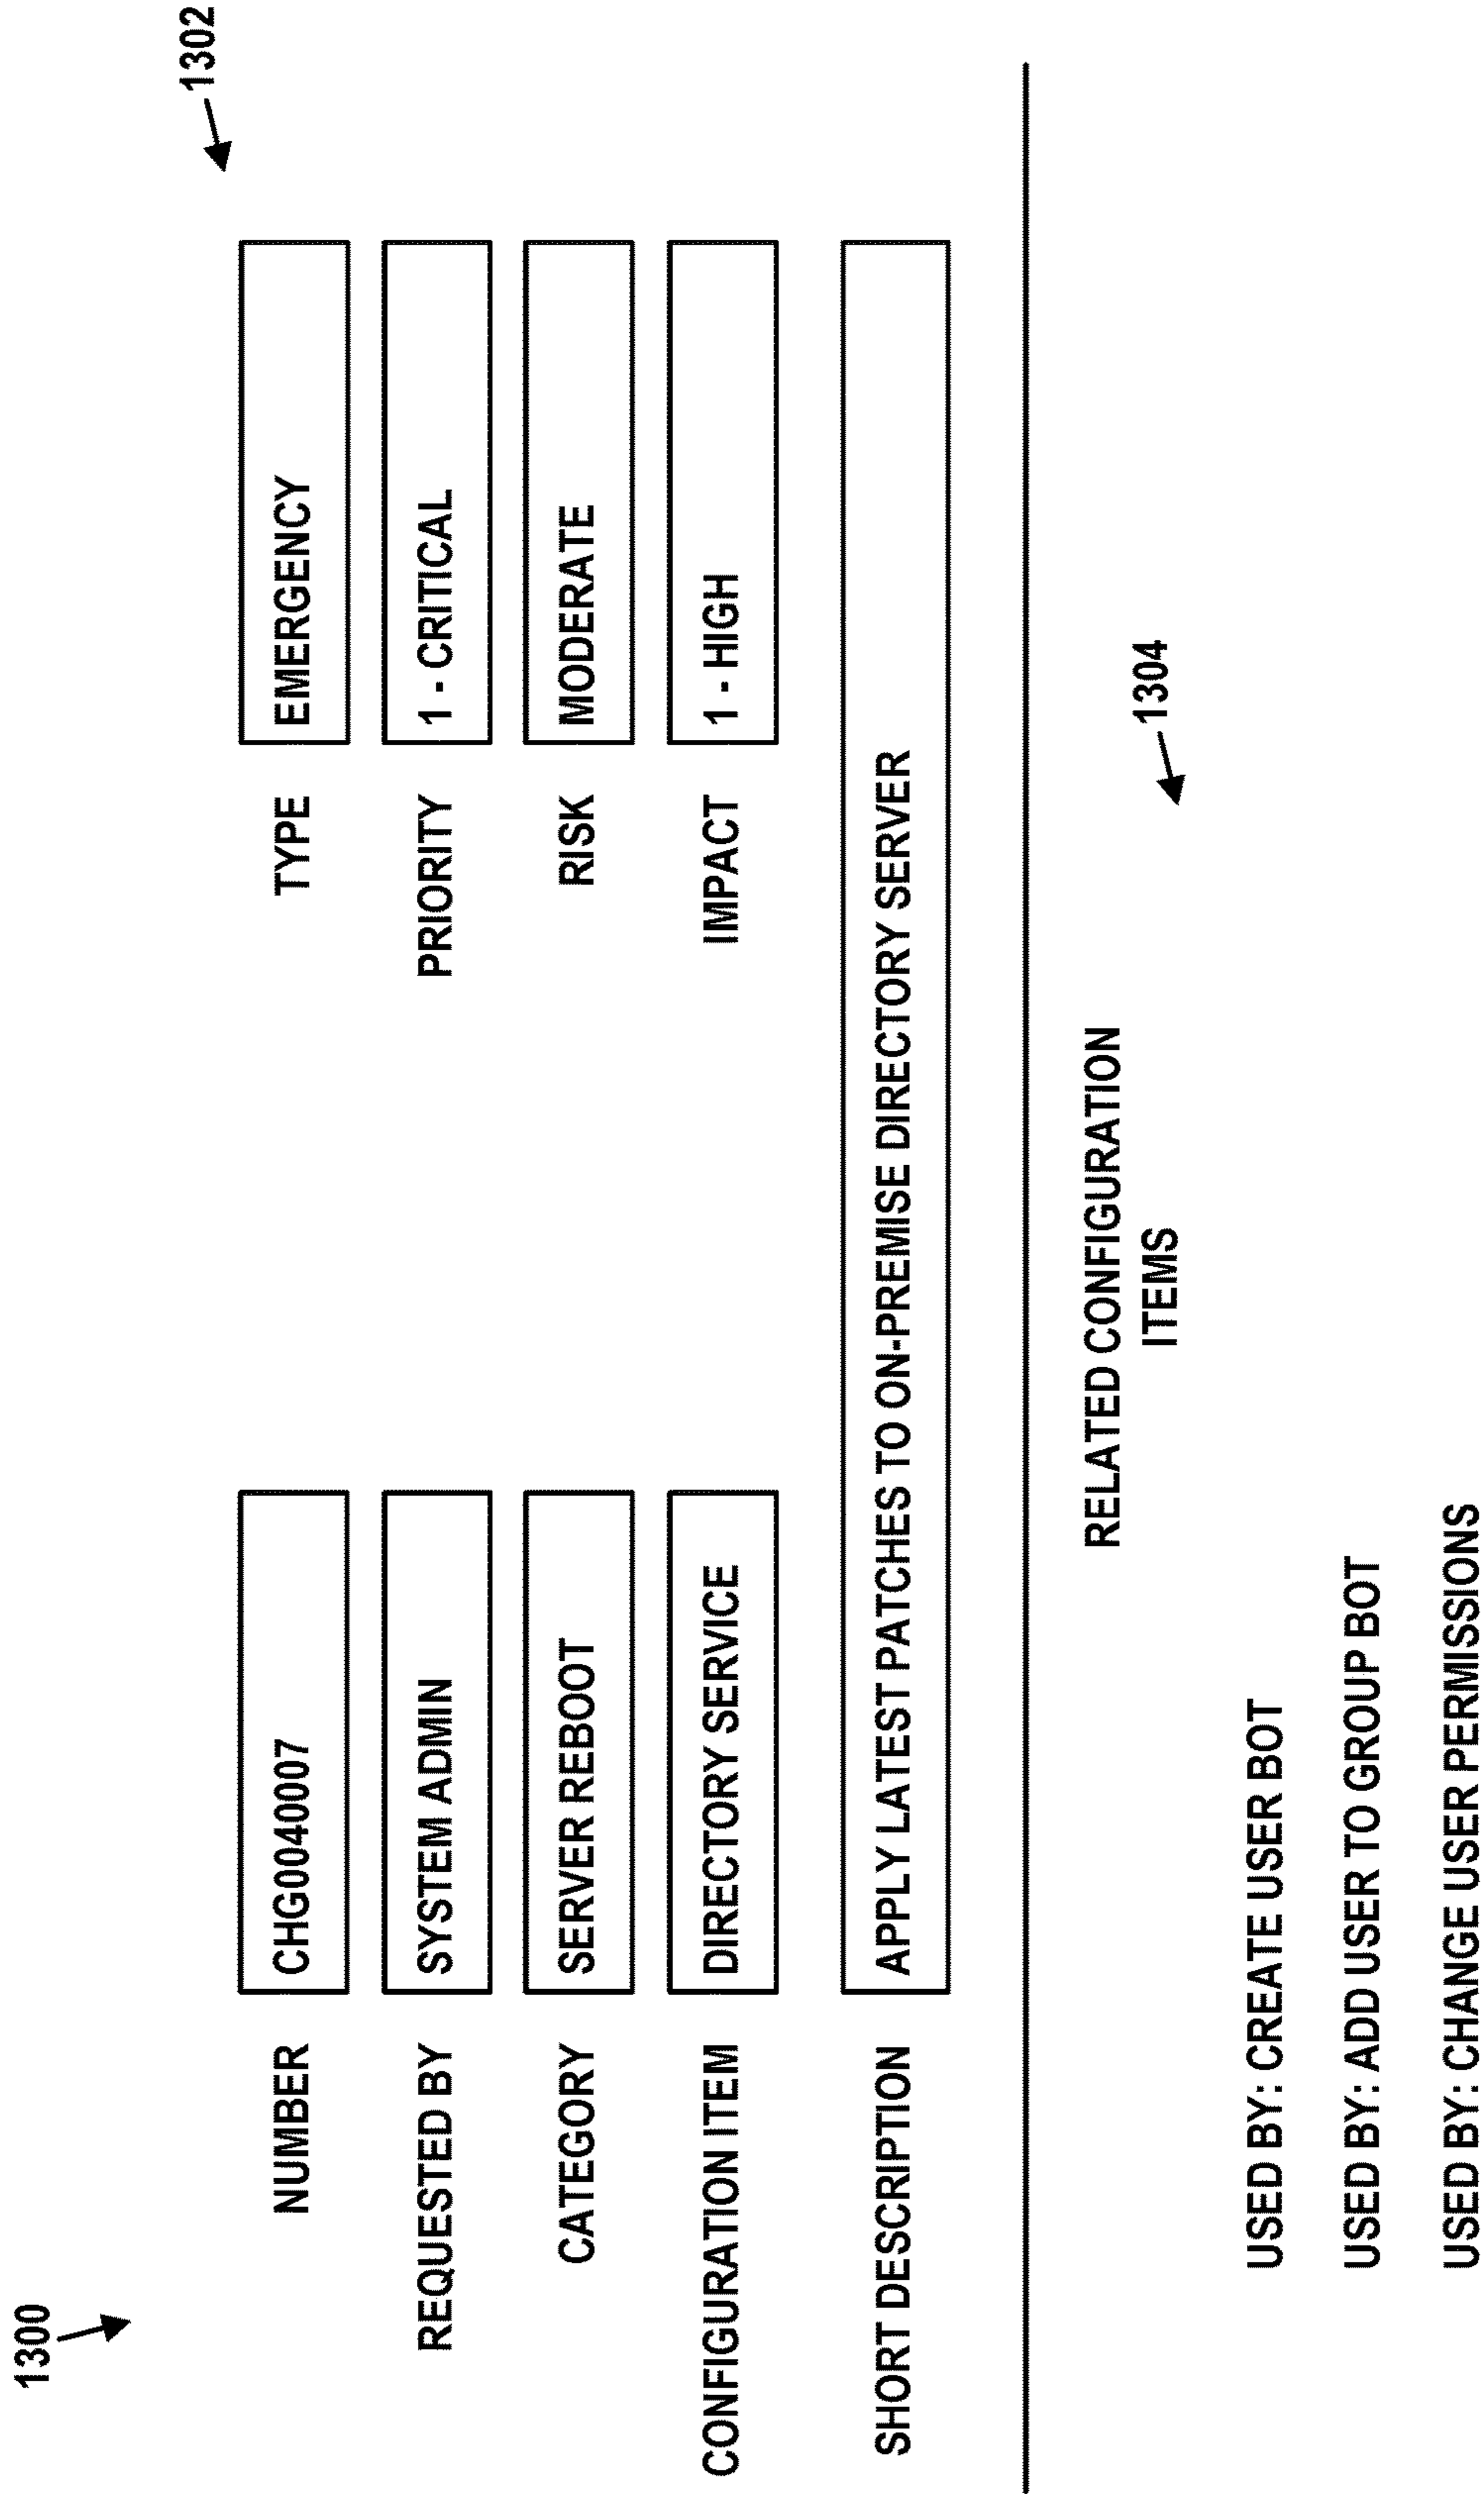 1300
1302
NUMBER CHG0040007 TYPE EMERGENCY
REQUESTED BY SYSTEM ADMIN PRIORITY 1 - CRITICAL
CATEGORY SERVER REBOOT RISK MODERATE
CONFIGURATION ITEM DIRECTORY SERVICE IMPACT 1 - HIGH
SHORT DESCRIPTION APPLY LATEST PATCHES TO ON-PREMISE DIRECTORY SERVER
RELATED CONFIGURATION
ITEMS
1304
USED BY: CREATE USER BOT
USED BY: ADD USER TO GROUP BOT
USED BY: CHANGE USER PERMISSIONS